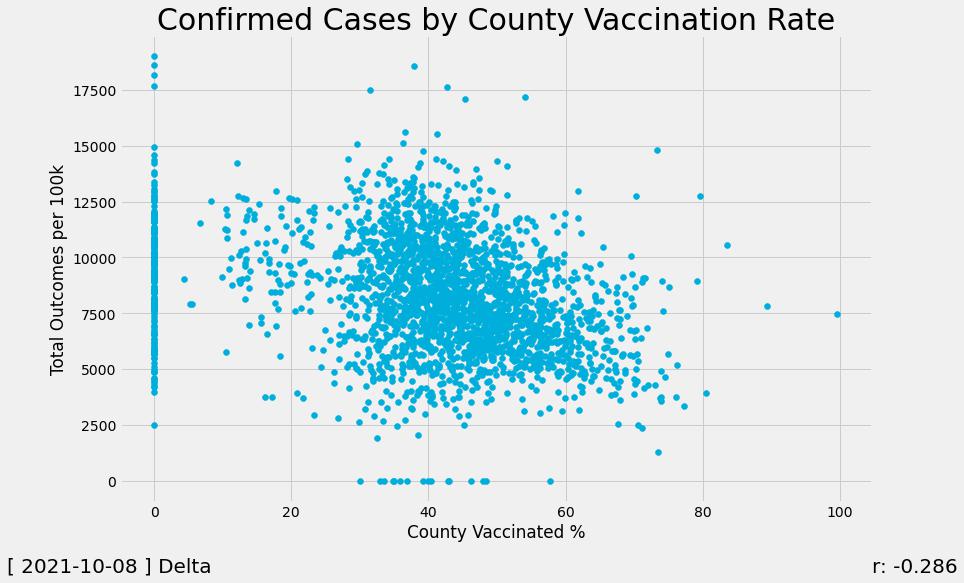 Confirmed Cases by County Vaccination Rate
Total Outcomes per 100k
17500
15000
12500
10000
7500
5000
2500
0
0 20 40 60 80 100
County Vaccinated %
[ 2021-10-08 ] Delta
r: -0.286